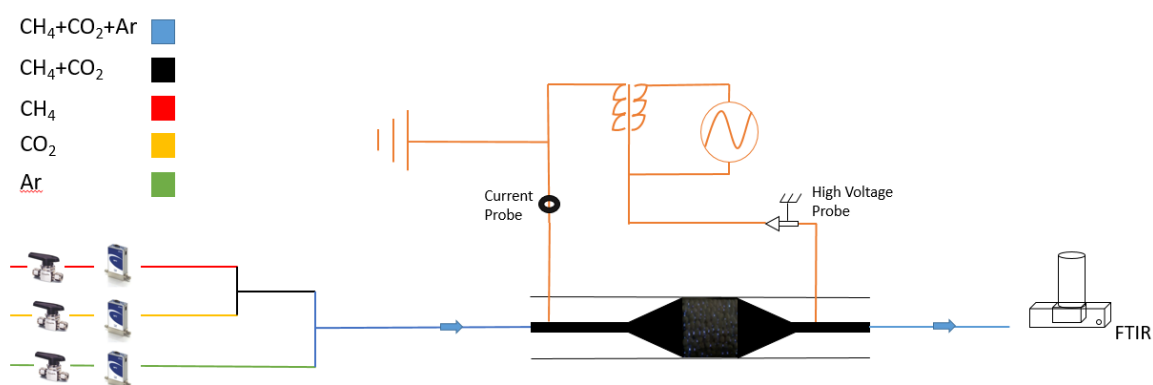 CH₄+CO₂+Ar
CH₄+CO₂
CH₄
CO₂
Ar
Current
Probe
High Voltage
Probe
FTIR